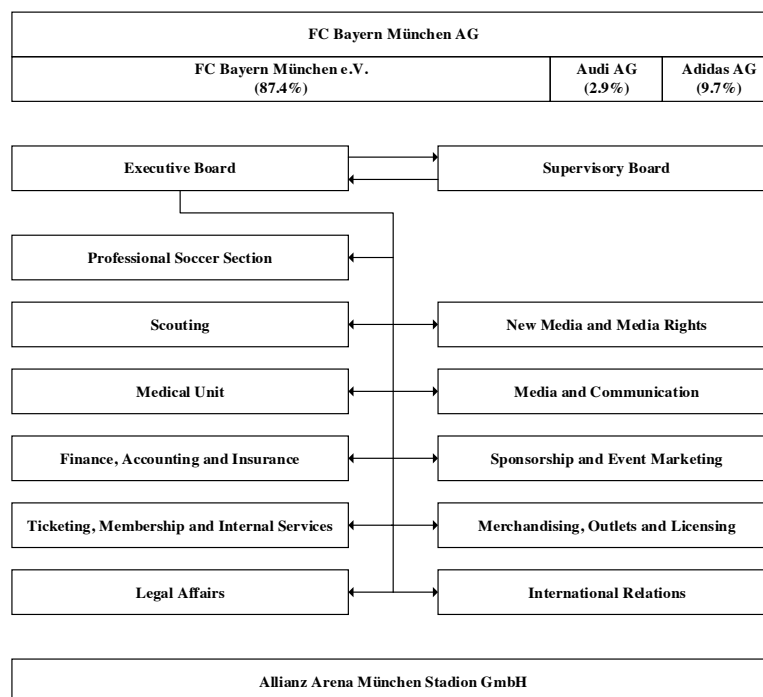 FC Bayern München AG
FC Bayern München e.V.
(87.4%)
Audi AG
(2.9%)
Adidas AG
(9.7%)
Executive Board
Supervisory Board
Professional Soccer Section
Scouting
New Media and Media Rights
Medical Unit
Media and Communication
Finance, Accounting and Insurance
Sponsorship and Event Marketing
Ticketing, Membership and Internal Services
Merchandising, Outlets and Licensing
Legal Affairs
International Relations
Allianz Arena München Stadion GmbH